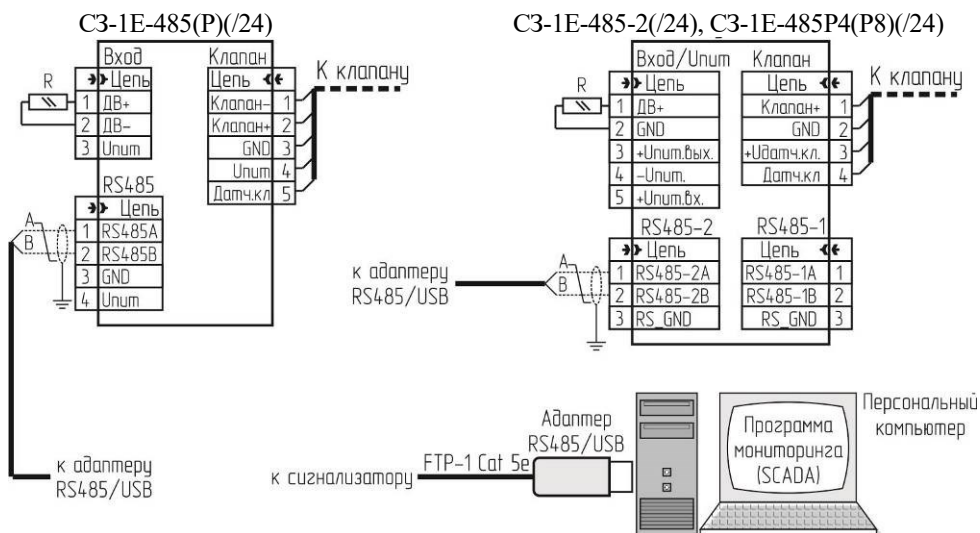 СЗ-1Е-485(Р)(/24)
Вход
Цепь
R
1 ДВ+
2 ДВ–
3 Uпит
Клапан
Цепь
Клапан– 1
Клапан+ 2
GND 3
Uпит 4
Датч.кл 5
К клапану
RS485
Цепь
A
B
1 RS485A
2 RS485B
3 GND
4 Uпит
к адаптеру
RS485/USB
СЗ-1Е-485-2(/24), СЗ-1Е-485Р4(Р8)(/24)
Вход/Uпит
Цепь
R
1 ДВ+
2 GND
3 +Uпит.вых.
4 –Uпит.
5 +Uпит.вх.
Клапан
Цепь
Клапан+ 1
GND 2
+Uдатч.кл. 3
Датч.кл 4
К клапану
RS485–2
Цепь
A
B
1 RS485–2A
2 RS485–2B
3 RS_GND
RS485–1
Цепь
RS485–1A 1
RS485–1B 2
RS_GND 3
к адаптеру
RS485/USB
к сигнализатору
FTP–1 Cat 5e
Адаптер
RS485/USB
Программа
мониторинга
(SCADA)
Персональный
компьютер